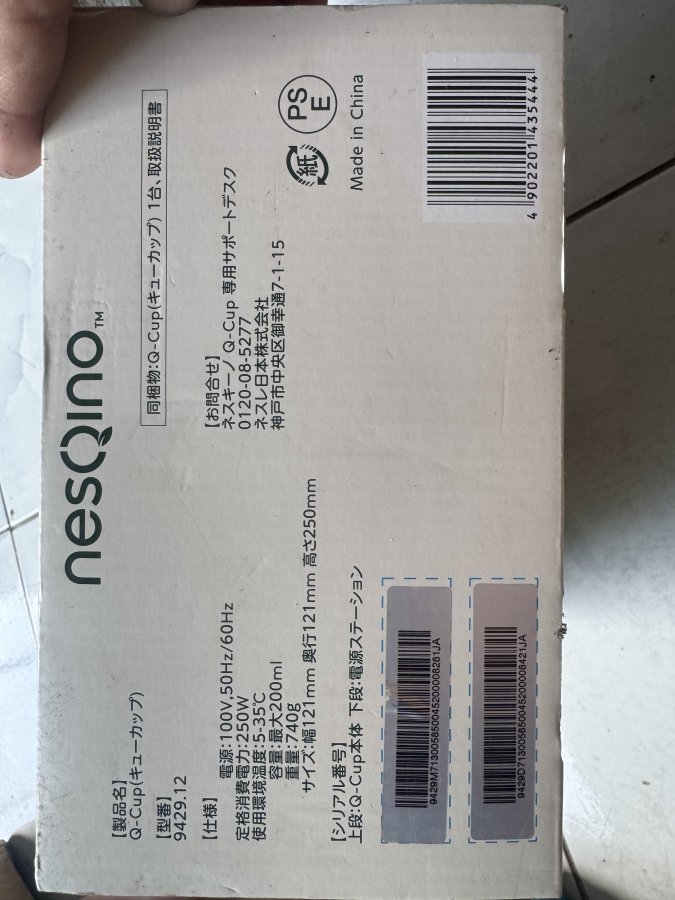 nesQino™
【製品名】
Q-Cup(キューカップ)
【型番】
9429.12
【仕様】
電源:100V,50Hz/60Hz
定格消費電力:250W
使用環境温度:5-35℃
容量:最大200ml
重量:740g
サイズ:幅121mm 奥行121mm 高さ250mm
【シリアル番号】
上段:Q-Cup本体 下段:電源ステーション
9429M713005850045200008281JA
9429D713005850045200008421JA
同梱物:Q-Cup(キューカップ) 1台、取扱説明書
【お問合せ】
ネスキーノ Q-Cup 専用サポートデスク
0120-08-5277
ネスレ日本株式会社
神戸市中央区御幸通7-1-15
紙
PS
E
Made in China
4 902201 435444